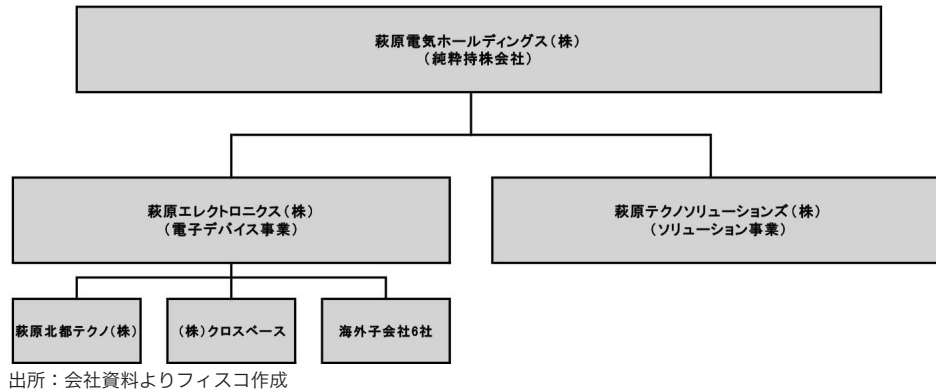 萩原電気ホールディングス(株)
(純粋持株会社)
萩原エレクトロニクス(株)
(電子デバイス事業)
萩原テクノソリューションズ(株)
(ソリューション事業)
萩原北都テクノ(株)
(株)クロスベース
海外子会社6社
出所：会社資料よりフィスコ作成